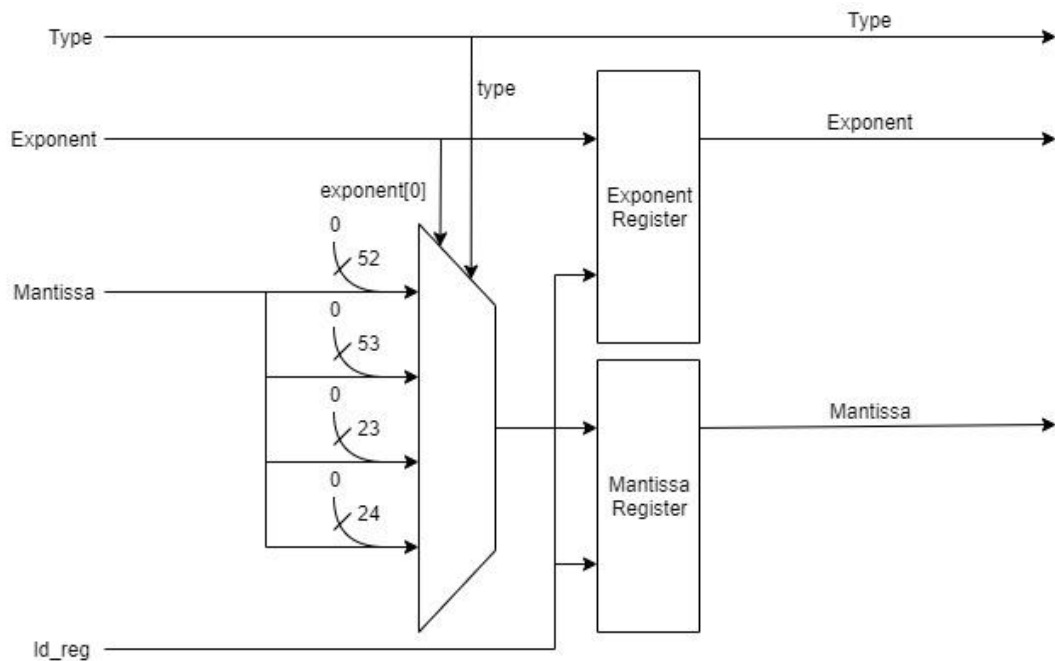 Type
Type
type
Exponent
Exponent
exponent[0]
Exponent
Register
0
52
Mantissa
0
53
0
23
Mantissa
0
24
Mantissa
Register
ld_reg